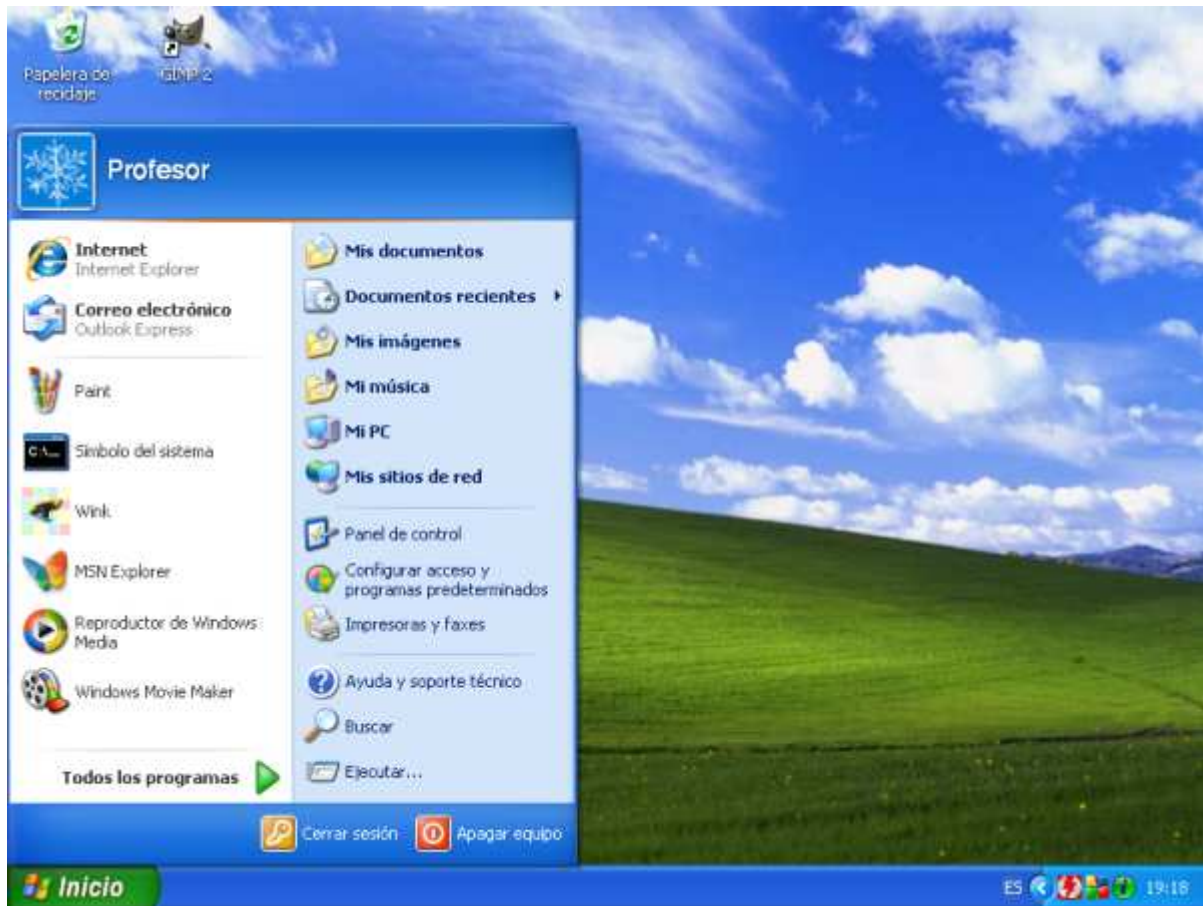 Papelera de
reciclaje
GIMP 2
Profesor
Internet
Internet Explorer
Correo electrónico
Outlook Express
Paint
Símbolo del sistema
Wink
MSN Explorer
Reproductor de Windows
Media
Windows Movie Maker
Todos los programas
Mis documentos
Documentos recientes
Mis imágenes
Mi música
Mi PC
Mis sitios de red
Panel de control
Configurar acceso y
programas predeterminados
Impresoras y faxes
Ayuda y soporte técnico
Buscar
Ejecutar...
Cerrar sesión
Apagar equipo
Inicio
ES
19:18